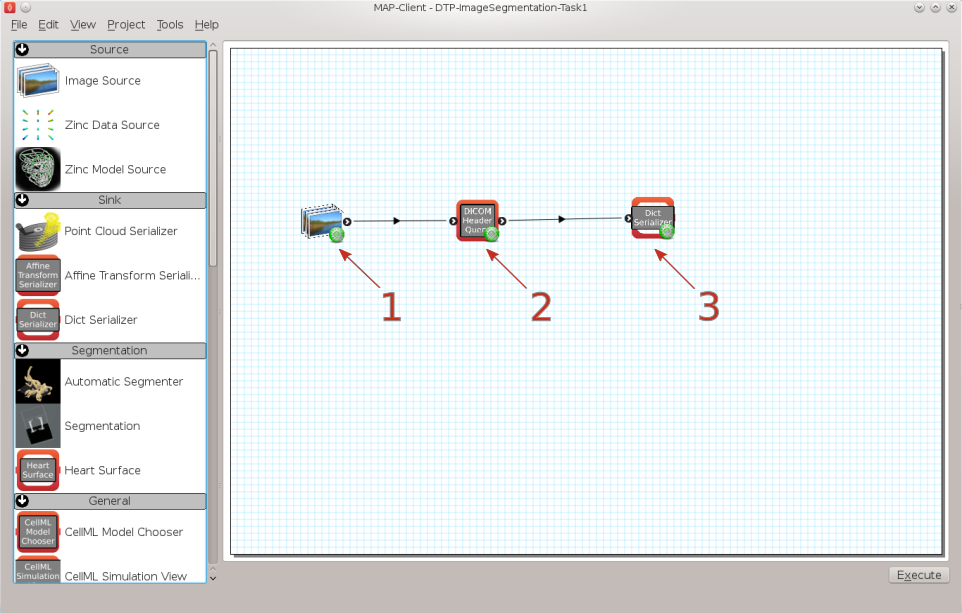 MAP-Client - DTP-ImageSegmentation-Task1
File Edit View Project Tools Help
Source
Image Source
Zinc Data Source
Zinc Model Source
Sink
Point Cloud Serializer
Affine
Transform
Serializer
Affine Transform Seriali...
Dict
Serializer
Dict Serializer
Segmentation
Automatic Segmenter
Segmentation
Heart
Surface
Heart Surface
General
CellML
Model
Chooser
CellML Model Chooser
CellML
Simulation
CellML Simulation View
DICOM
Header
Query
Dict
Serializer
1
2
3
Execute